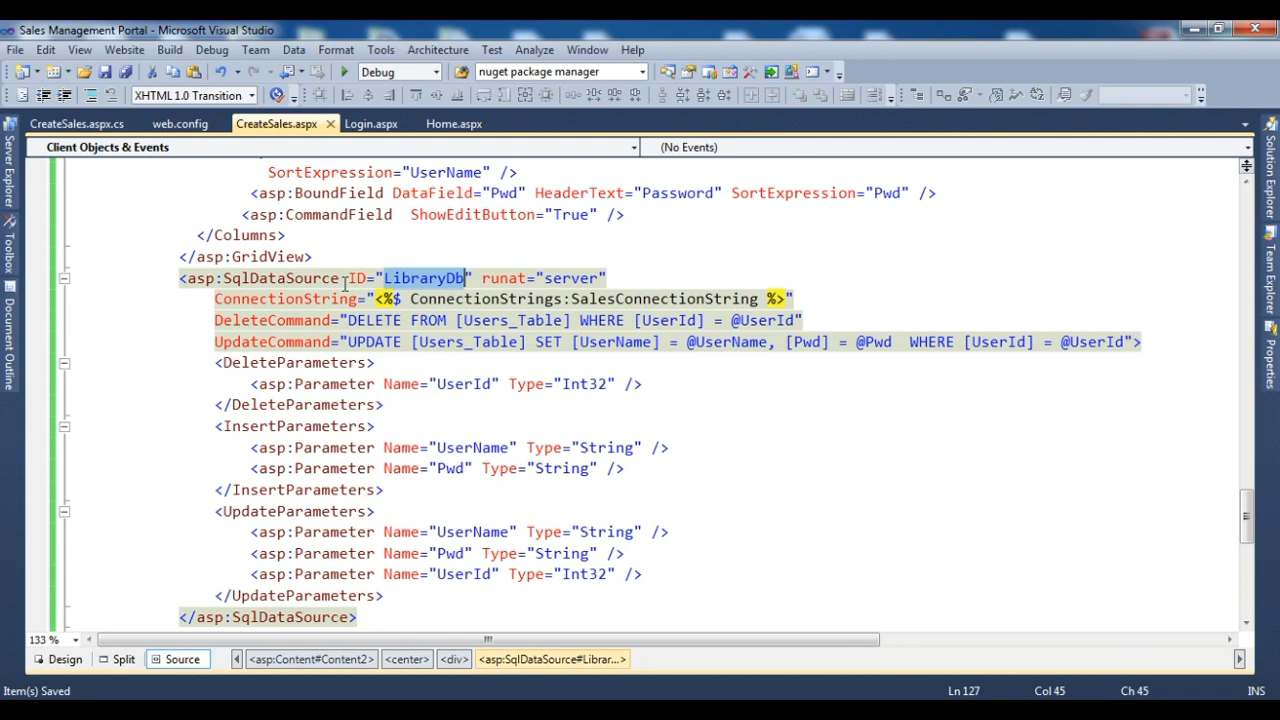 Sales Management Portal - Microsoft Visual Studio
File Edit View Website Build Debug Team Data Format Tools Architecture Test Analyze Window Help
Debug nuget package manager
XHTML 1.0 Transition
CreateSales.aspx.cs web.config CreateSales.aspx Login.aspx Home.aspx
Client Objects & Events (No Events)
SortExpression="UserName" />
<asp:BoundField DataField="Pwd" HeaderText="Password" SortExpression="Pwd" />
<asp:CommandField ShowEditButton="True" />
</Columns>
</asp:GridView>
<asp:SqlDataSource ID="LibraryDb" runat="server"
ConnectionString="<%$ ConnectionStrings:SalesConnectionString %>"
DeleteCommand="DELETE FROM [Users_Table] WHERE [UserId] = @UserId"
UpdateCommand="UPDATE [Users_Table] SET [UserName] = @UserName, [Pwd] = @Pwd  WHERE [UserId] = @UserId">
<DeleteParameters>
<asp:Parameter Name="UserId" Type="Int32" />
</DeleteParameters>
<InsertParameters>
<asp:Parameter Name="UserName" Type="String" />
<asp:Parameter Name="Pwd" Type="String" />
</InsertParameters>
<UpdateParameters>
<asp:Parameter Name="UserName" Type="String" />
<asp:Parameter Name="Pwd" Type="String" />
<asp:Parameter Name="UserId" Type="Int32" />
</UpdateParameters>
</asp:SqlDataSource>
133 %
Design Split Source <asp:Content#Content2> <center> <div> <asp:SqlDataSource#Librar...>
Item(s) Saved Ln 127 Col 45 Ch 45 INS
Server Explorer
Toolbox
Solution Explorer
Properties